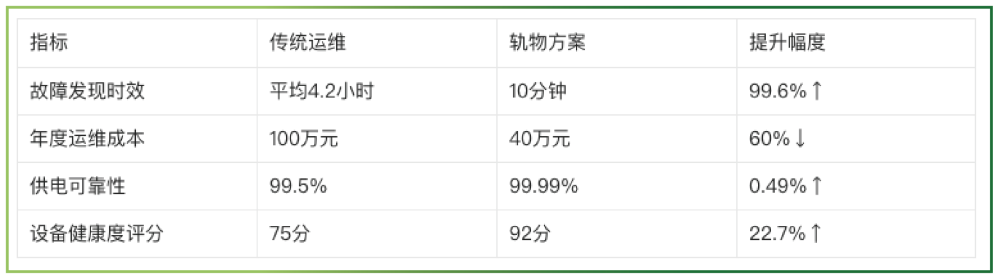 指标 传统运维 轨物方案 提升幅度
故障发现时效 平均4.2小时 10分钟 99.6%↑
年度运维成本 100万元 40万元 60%↓
供电可靠性 99.5% 99.99% 0.49%↑
设备健康度评分 75分 92分 22.7%↑